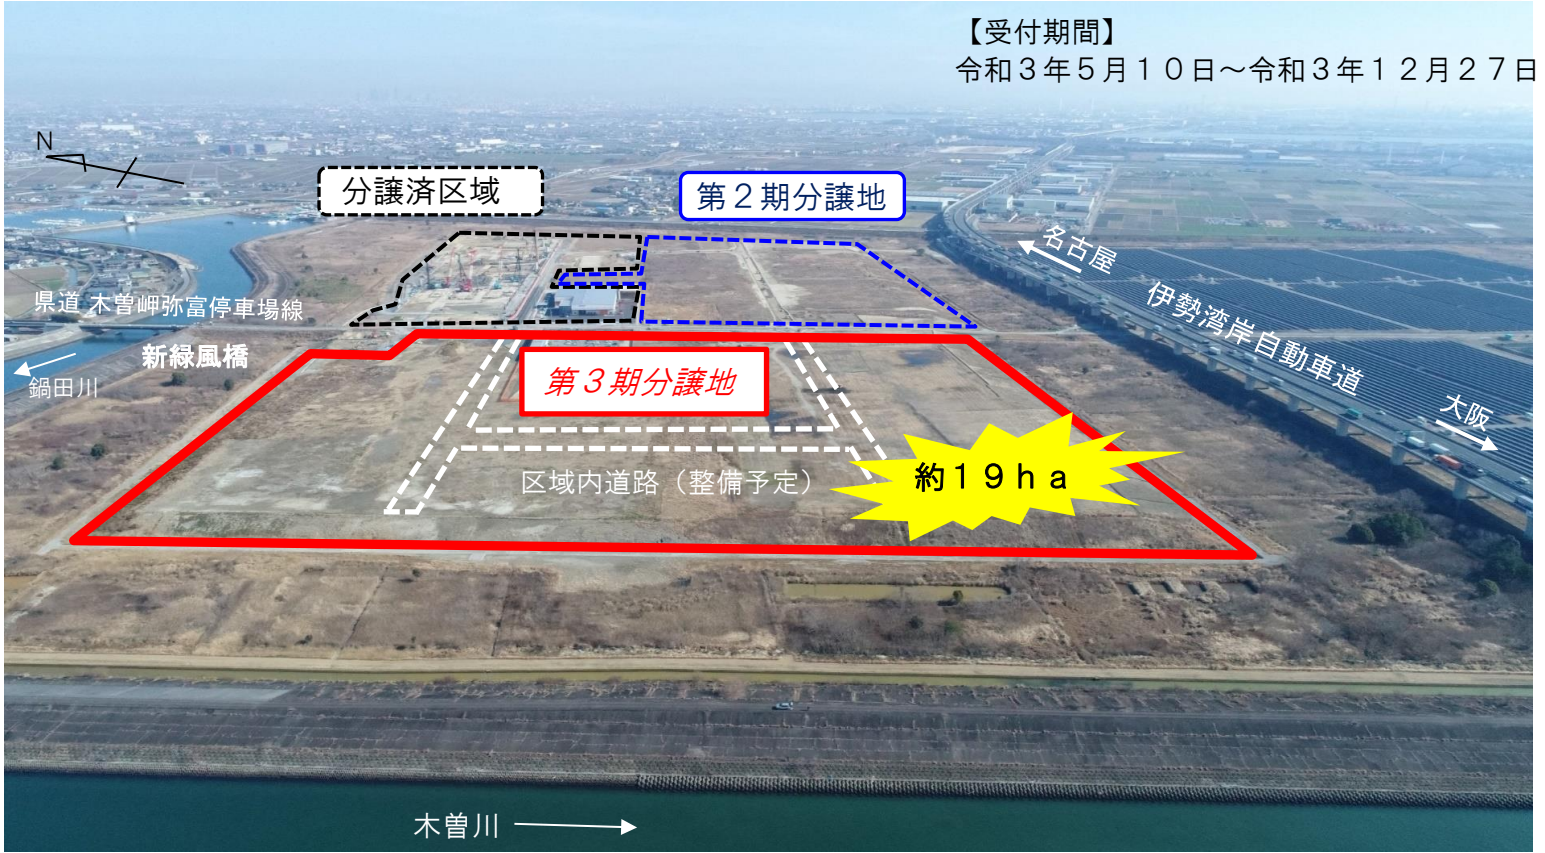 【受付期間】
令和３年５月１０日～令和３年１２月２７日
N
分譲済区域
第２期分譲地
名古屋
伊勢湾岸自動車道
県道 木曽岬弥富停車場線
新緑風橋
鍋田川
第３期分譲地
大阪
約１９ｈａ
区域内道路（整備予定）
木曽川